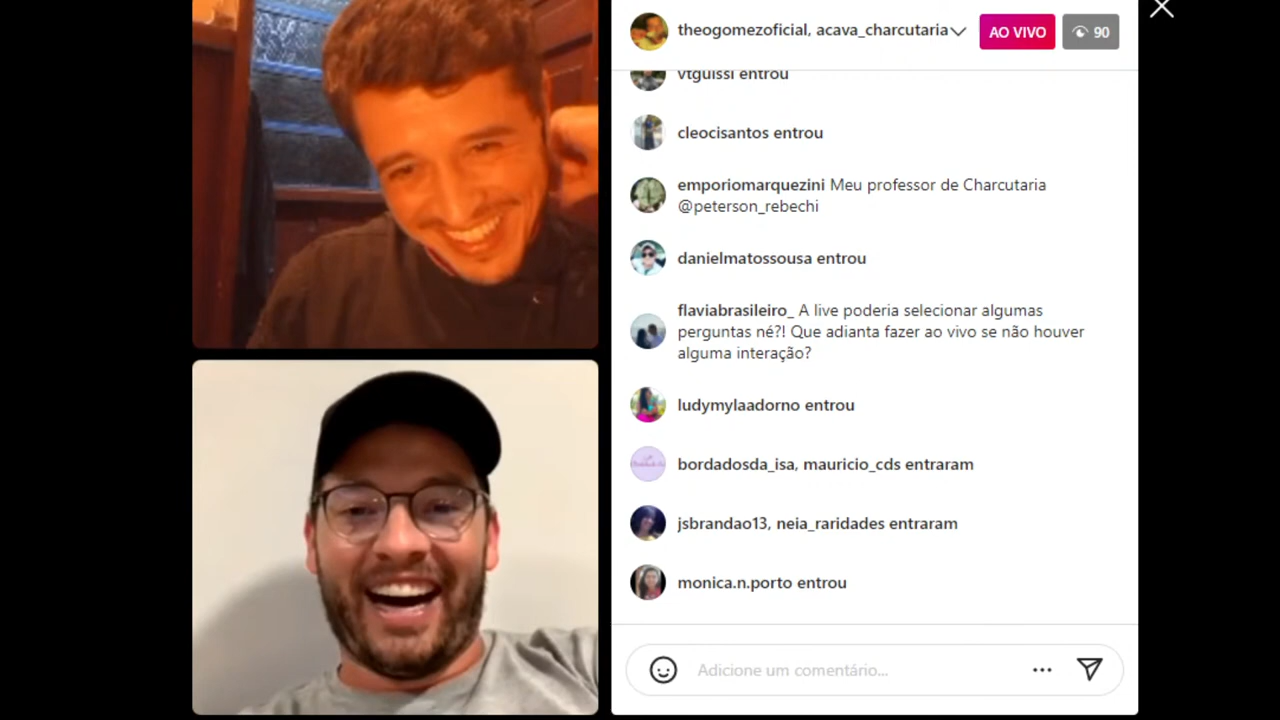 theogomezoficial, acava_charcutaria
AO VIVO
90
vtguissi entrou
cleocisantos entrou
emporiomarquezini Meu professor de Charcutaria
@peterson_rebechi
danielmatossousa entrou
flaviabrasileiro_ A live poderia selecionar algumas
perguntas né?! Que adianta fazer ao vivo se não houver
alguma interação?
ludymylaadorno entrou
bordadosda_isa, mauricio_cds entraram
jsbrandao13, neia_raridades entraram
monica.n.porto entrou
Adicione um comentário...